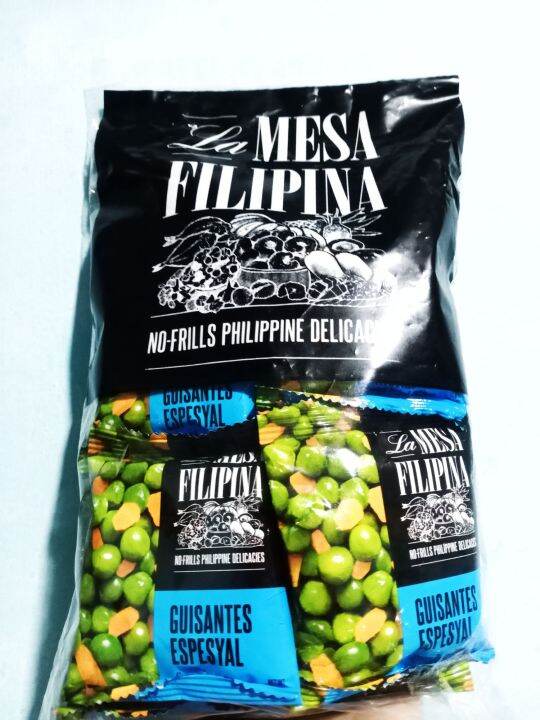 La MESA
FILIPINA
NO-FRILLS PHILIPPINE DELICACIES
GUISANTES
ESPESYAL
MESA
FILIPINA
NO-FRILLS PHILIPPINE DELICACIES
GUISANTES
ESPESYAL
La MESA
FILIPINA
NO-FRILLS PHILIPPINE DELICACIES
GUISANTES
ESPESYAL